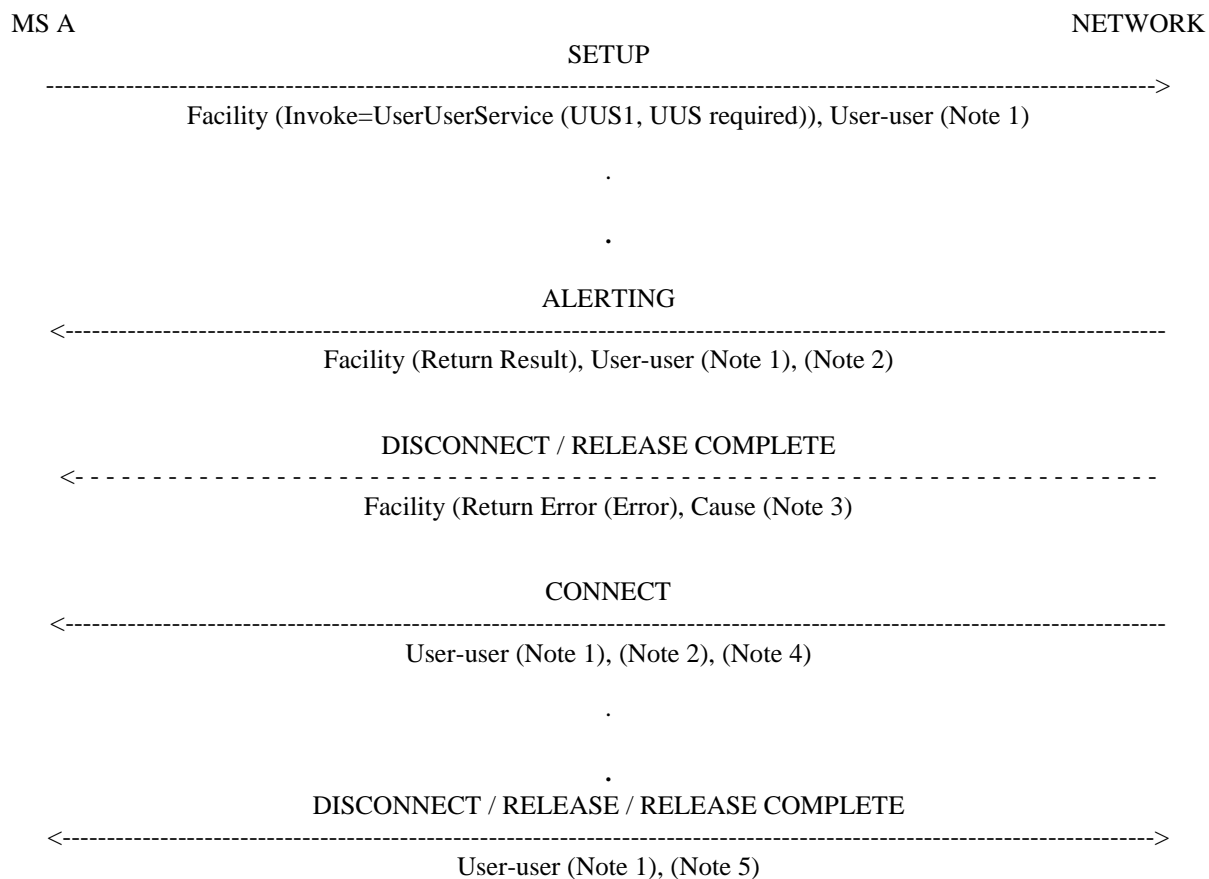 MS A NETWORK
SETUP
------------------------------------------------------------------------------------------------------------------------------>
Facility (Invoke=UserUserService (UUS1, UUS required)), User-user (Note 1)
.
.
ALERTING
<-----------------------------------------------------------------------------------------------------------------------------
Facility (Return Result), User-user (Note 1), (Note 2)
DISCONNECT / RELEASE COMPLETE
<- - - - - - - - - - - - - - - - - - - - - - - - - - - - - - - - - - - - - - - - - - - - - - - - - - - - - - - - - - - - - - - - - - - - - -
Facility (Return Error (Error), Cause (Note 3)
CONNECT
<-----------------------------------------------------------------------------------------------------------------------------
User-user (Note 1), (Note 2), (Note 4)
.
.
DISCONNECT / RELEASE / RELEASE COMPLETE
<---------------------------------------------------------------------------------------------------------------------------->
User-user (Note 1), (Note 5)